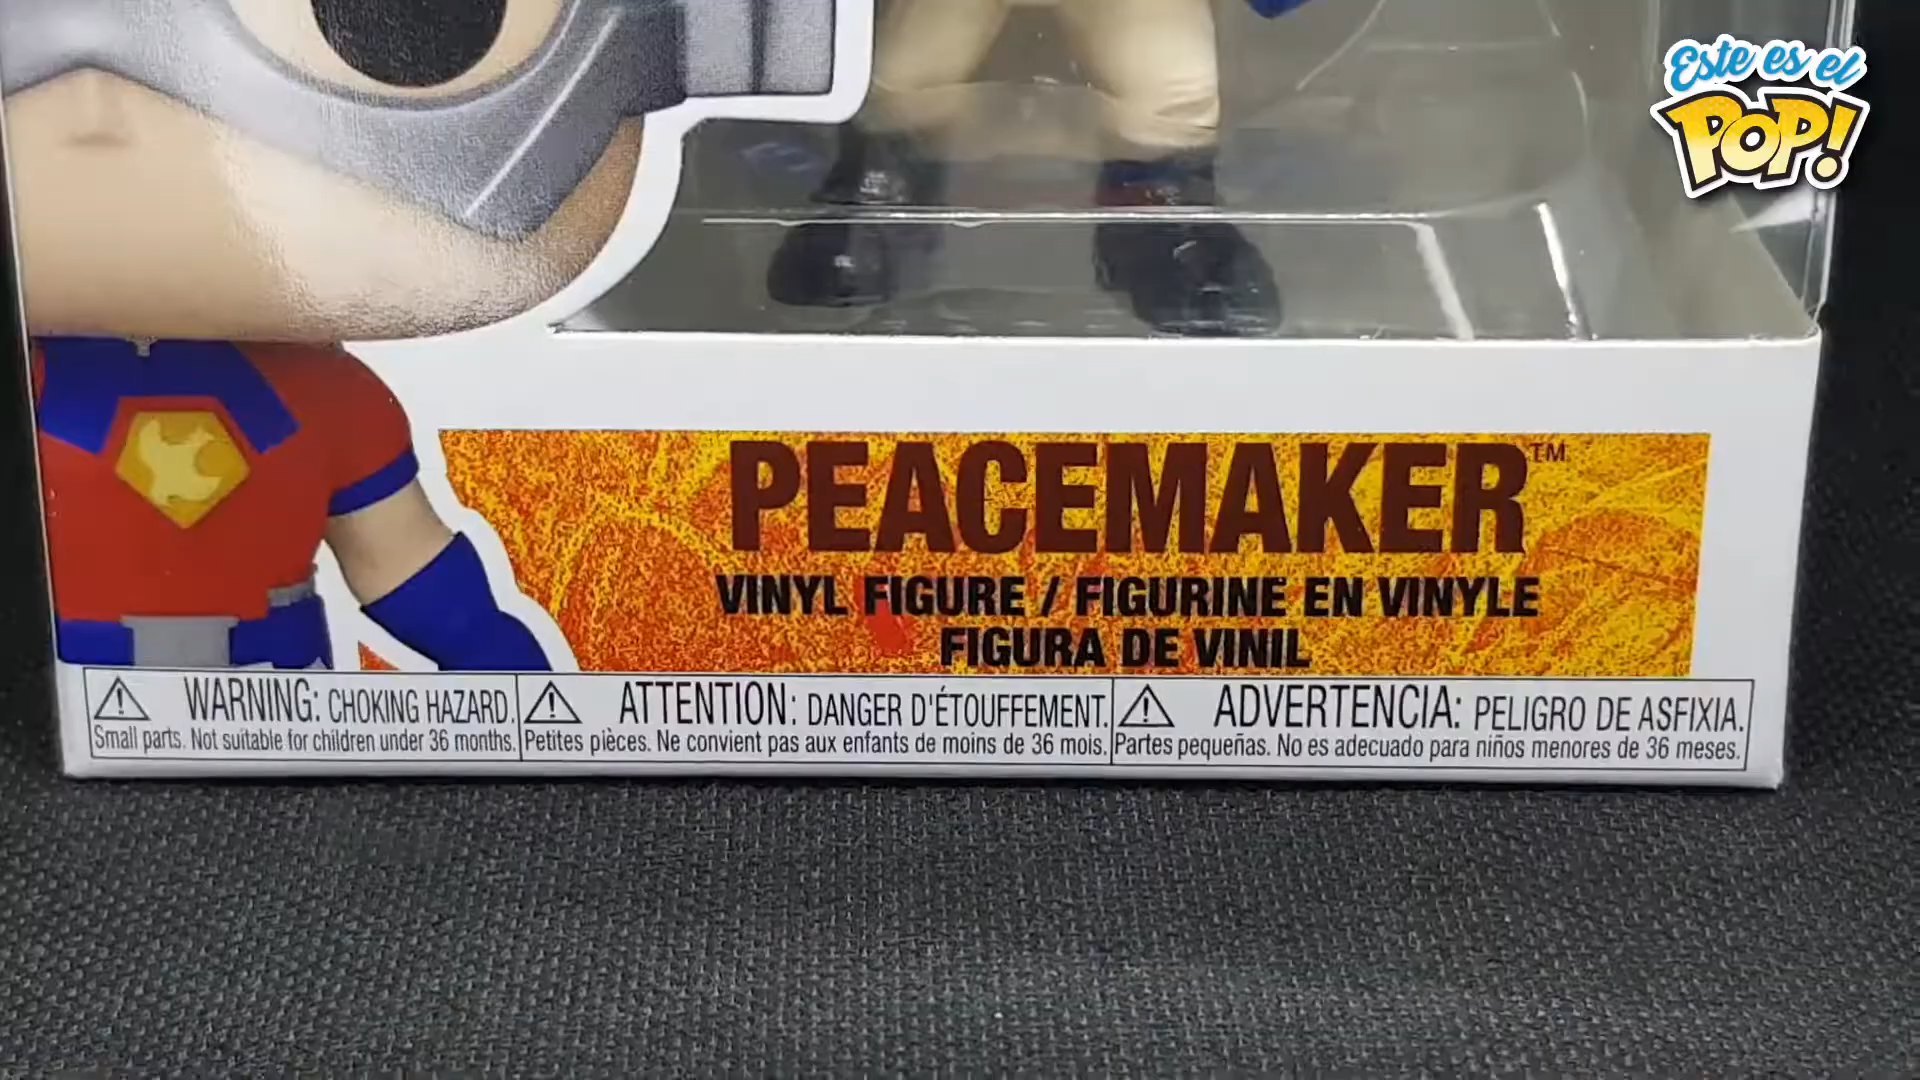 Este es el
POP!
PEACEMAKER™
VINYL FIGURE / FIGURINE EN VINYLE
FIGURA DE VINIL
WARNING: CHOKING HAZARD.
Small parts. Not suitable for children under 36 months.
ATTENTION: DANGER D'ÉTOUFFEMENT.
Petites pièces. Ne convient pas aux enfants de moins de 36 mois.
ADVERTENCIA: PELIGRO DE ASFIXIA.
Partes pequeñas. No es adecuado para niños menores de 36 meses.